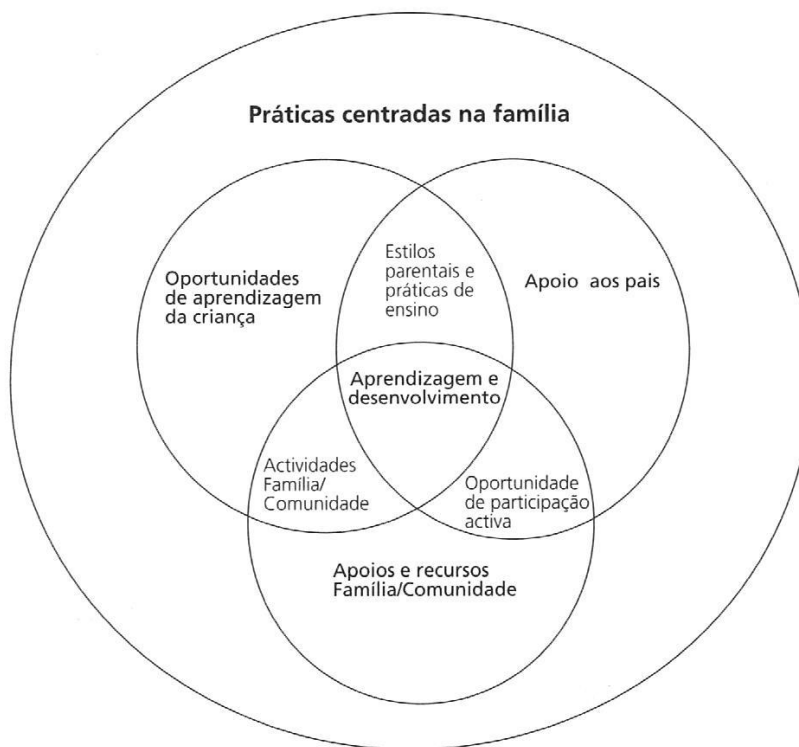 Práticas centradas na família
Estilos
parentais e
práticas de
ensino
Oportunidades
de aprendizagem
da criança
Apoio aos pais
Aprendizagem e
desenvolvimento
Actividades
Família/
Comunidade
Oportunidade
de participação
activa
Apoios e recursos
Família/Comunidade